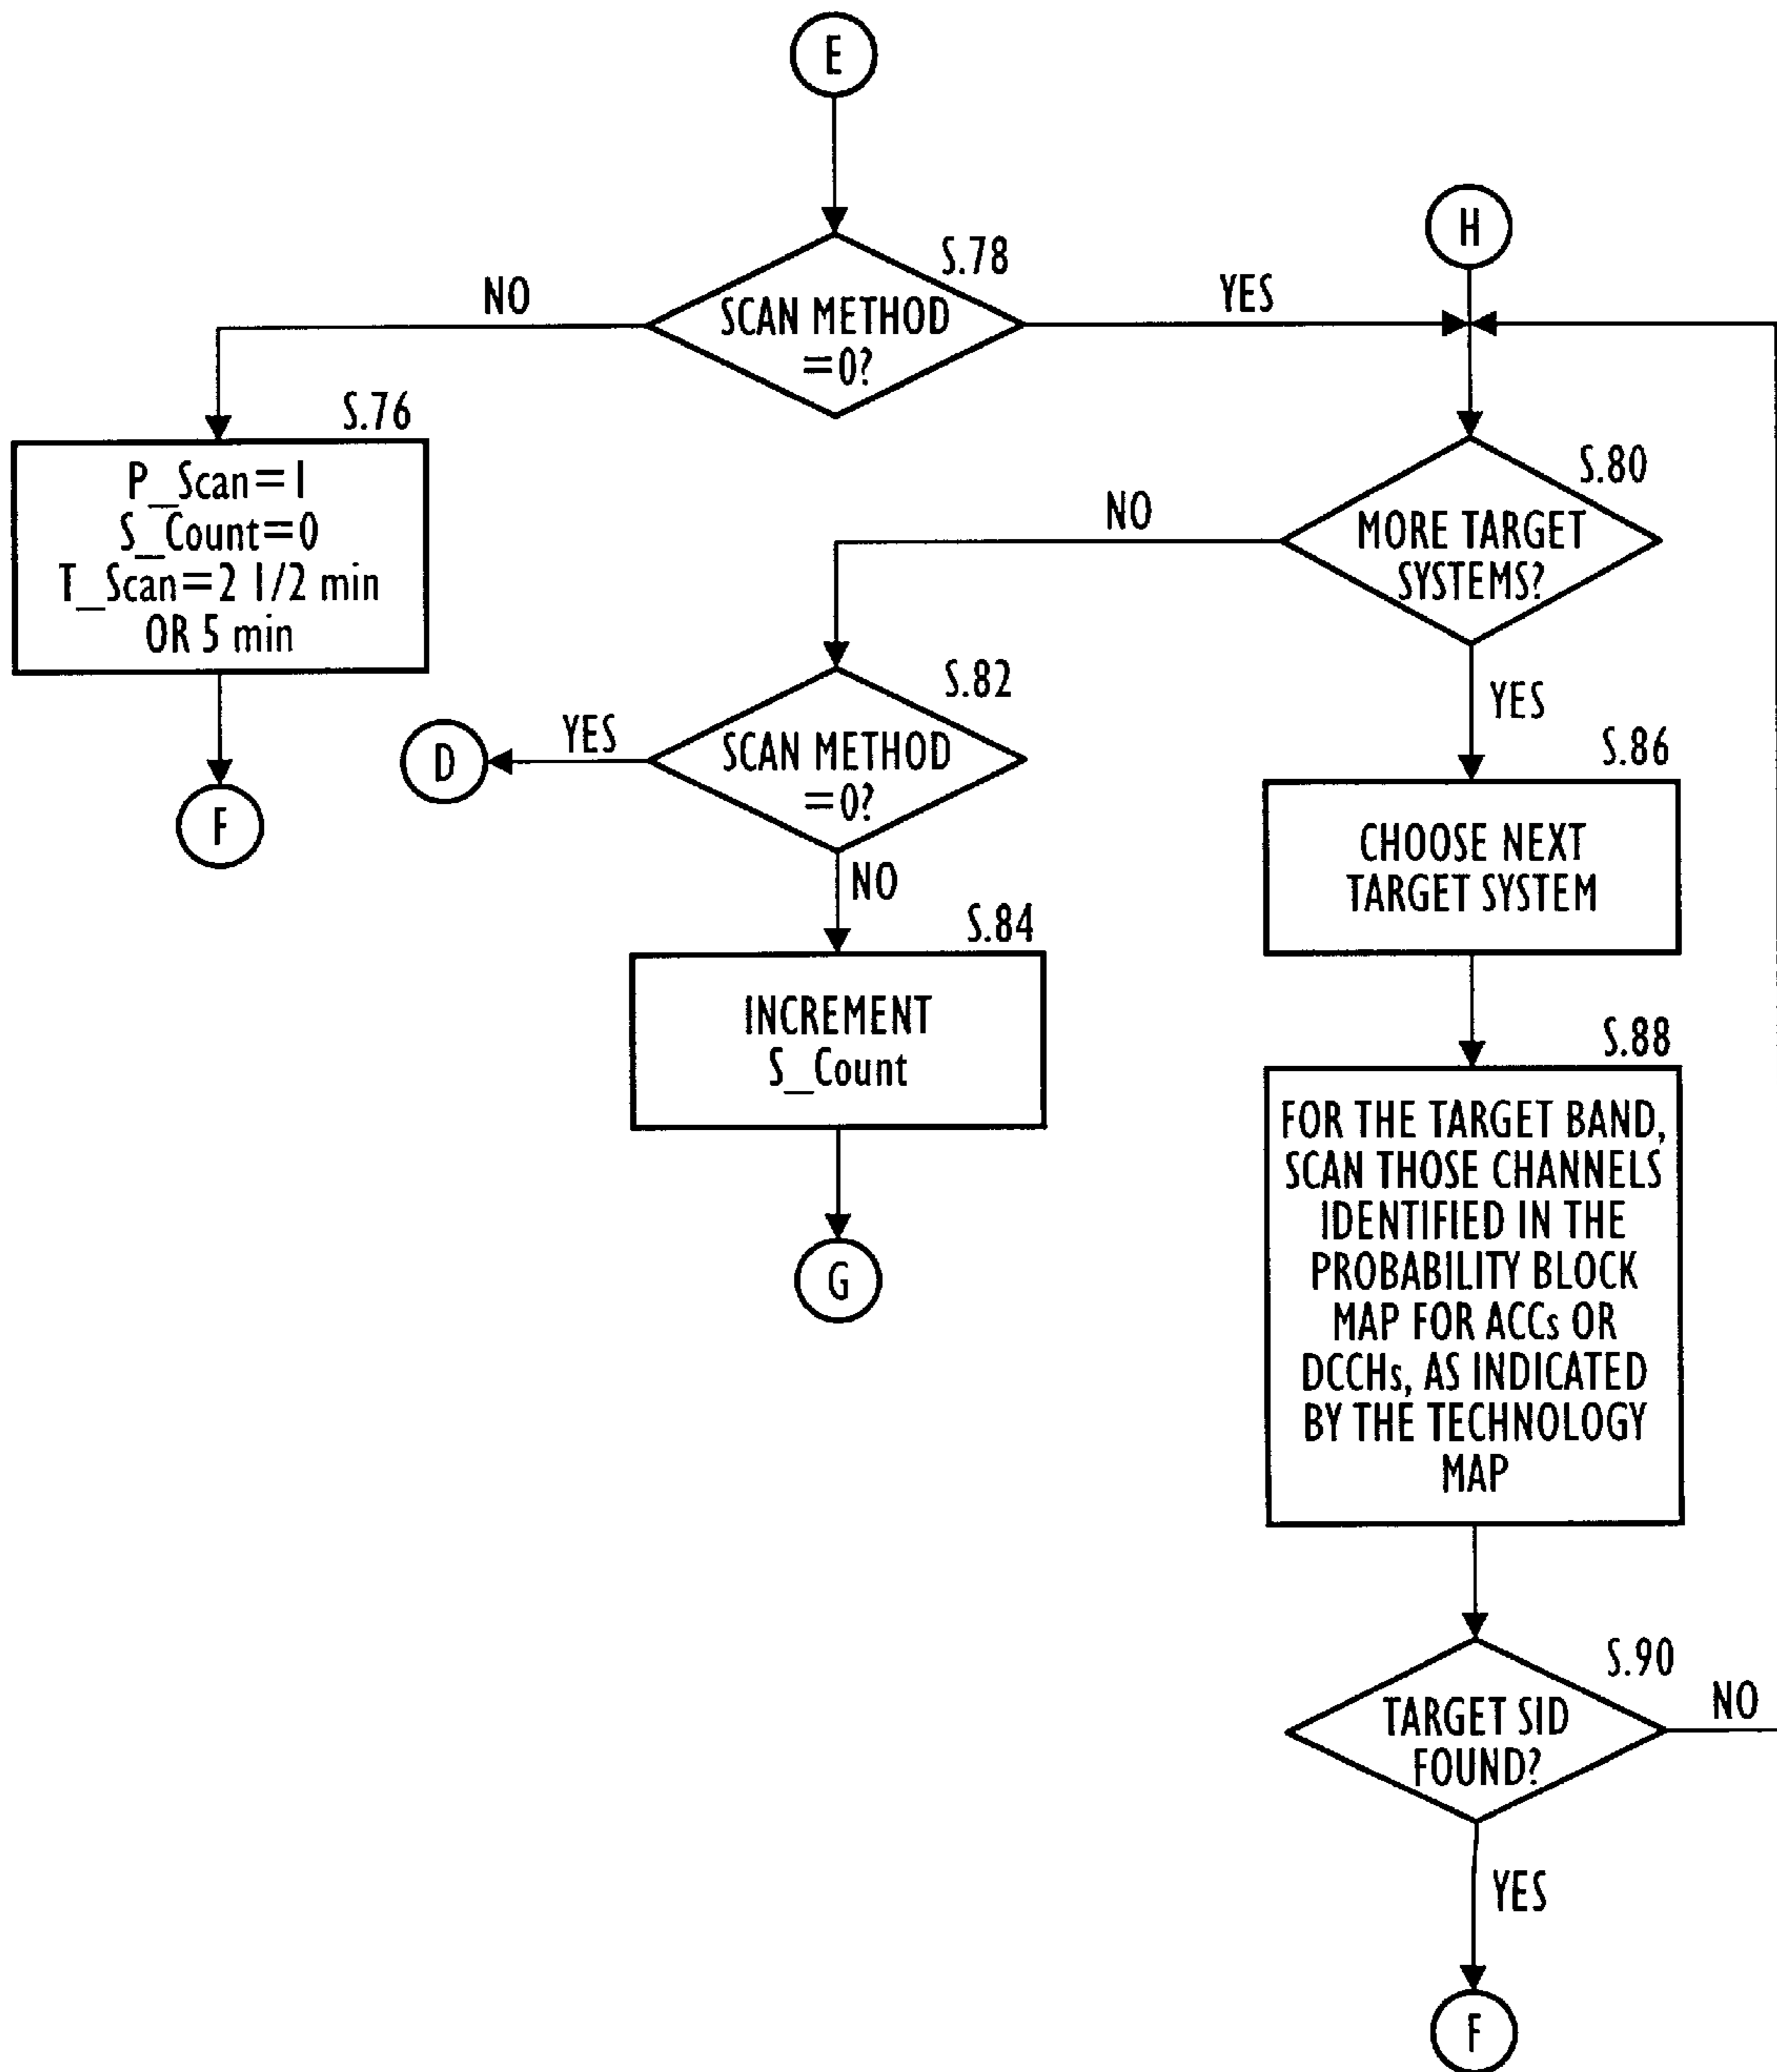 E
H
S.78
NO
SCAN METHOD
=0?
YES
S.76
P_Scan=1
S_Count=0
T_Scan=2 1/2 min
OR 5 min
F
S.80
NO
MORE TARGET
SYSTEMS?
YES
S.82
D
YES
SCAN METHOD
=0?
NO
S.84
INCREMENT
S_Count
G
S.86
CHOOSE NEXT
TARGET SYSTEM
S.88
FOR THE TARGET BAND,
SCAN THOSE CHANNELS
IDENTIFIED IN THE
PROBABILITY BLOCK
MAP FOR ACCs OR
DCCHs, AS INDICATED
BY THE TECHNOLOGY
MAP
S.90
TARGET SID
FOUND?
NO
YES
F